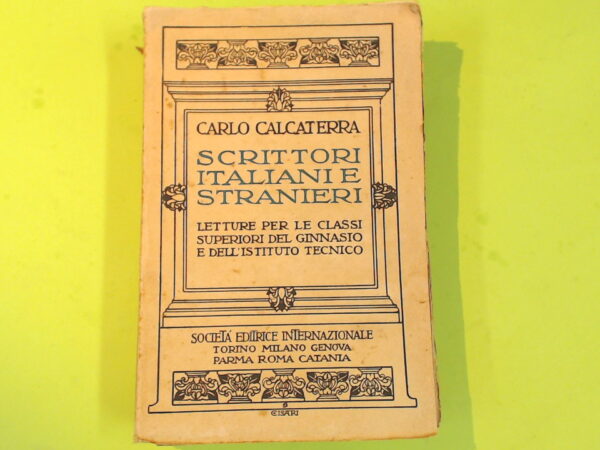 CARLO CALCATERRA
SCRITTORI
ITALIANI E
STRANIERI
LETTURE PER LE CLASSI
SUPERIORI DEL GINNASIO
E DELL'ISTITUTO TECNICO
SOCIETÀ EDITRICE INTERNAZIONALE
TORINO MILANO GENOVA
PARMA ROMA CATANIA
CISARI